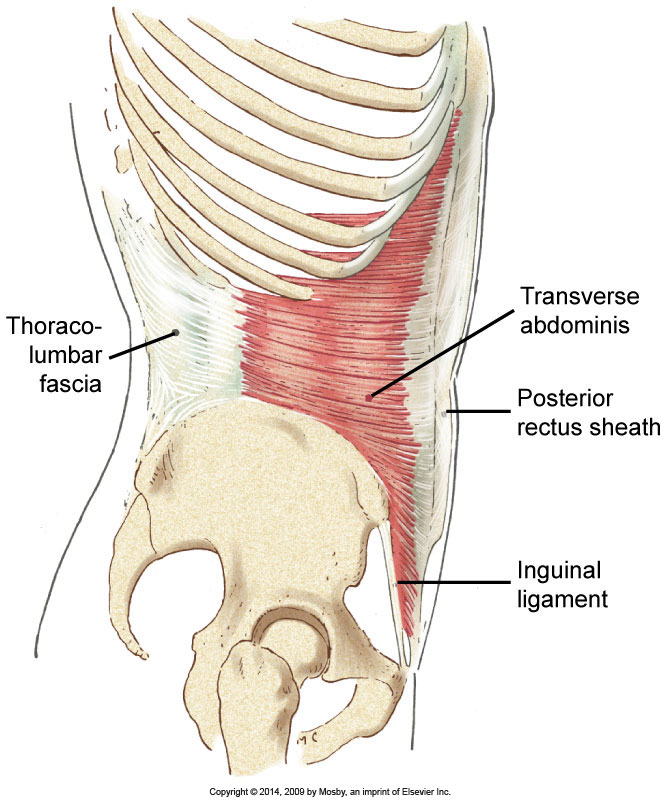 Transverse
abdominis
Thoraco-
lumbar
fascia
Posterior
rectus sheath
Inguinal
ligament
M C
Copyright © 2014, 2009 by Mosby, an imprint of Elsevier Inc.